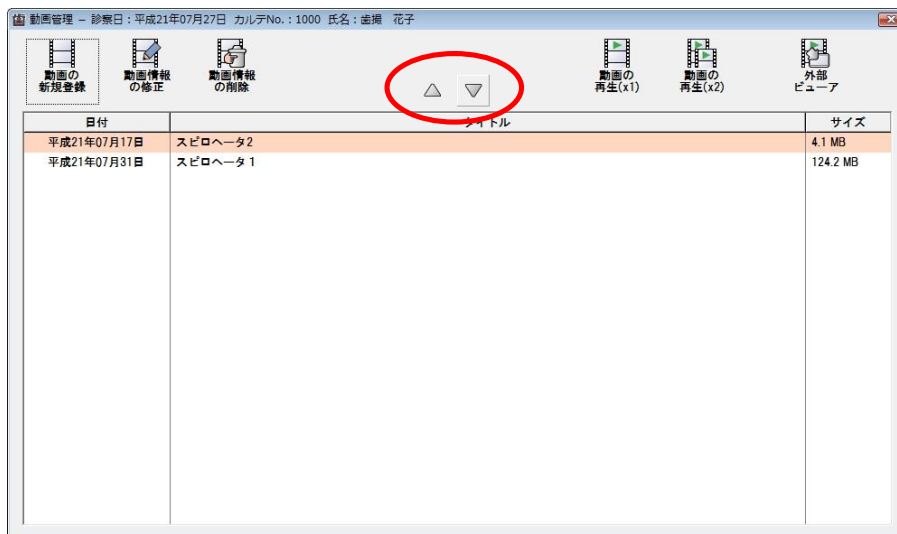 動画管理 – 診察日：平成21年07月27日 カルテNo.：1000 氏名：歯撮 花子
動画の
新規登録
動画情報
の修正
動画情報
の削除
動画の
再生(x1)
動画の
再生(x2)
外部
ビューア
日付 タイトル サイズ
平成21年07月17日 スピロヘータ2 4.1 MB
平成21年07月31日 スピロヘータ1 124.2 MB